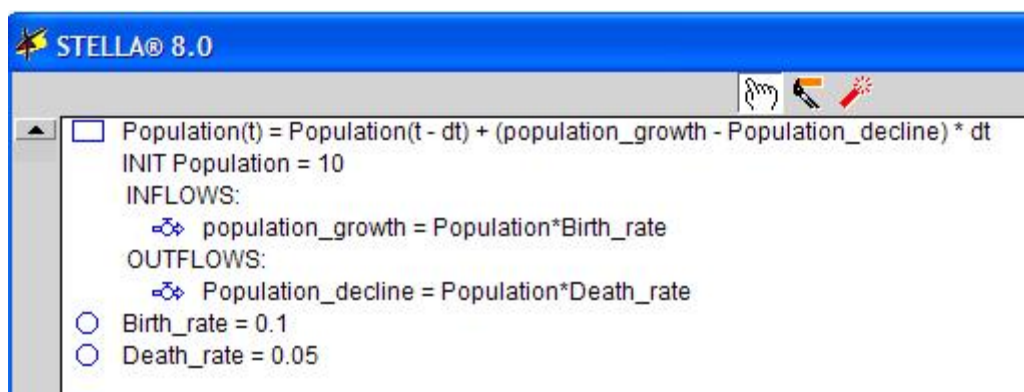 STELLA® 8.0
Population(t) = Population(t - dt) + (population_growth - Population_decline) * dt
INIT Population = 10
INFLOWS:
population_growth = Population*Birth_rate
OUTFLOWS:
Population_decline = Population*Death_rate
Birth_rate = 0.1
Death_rate = 0.05